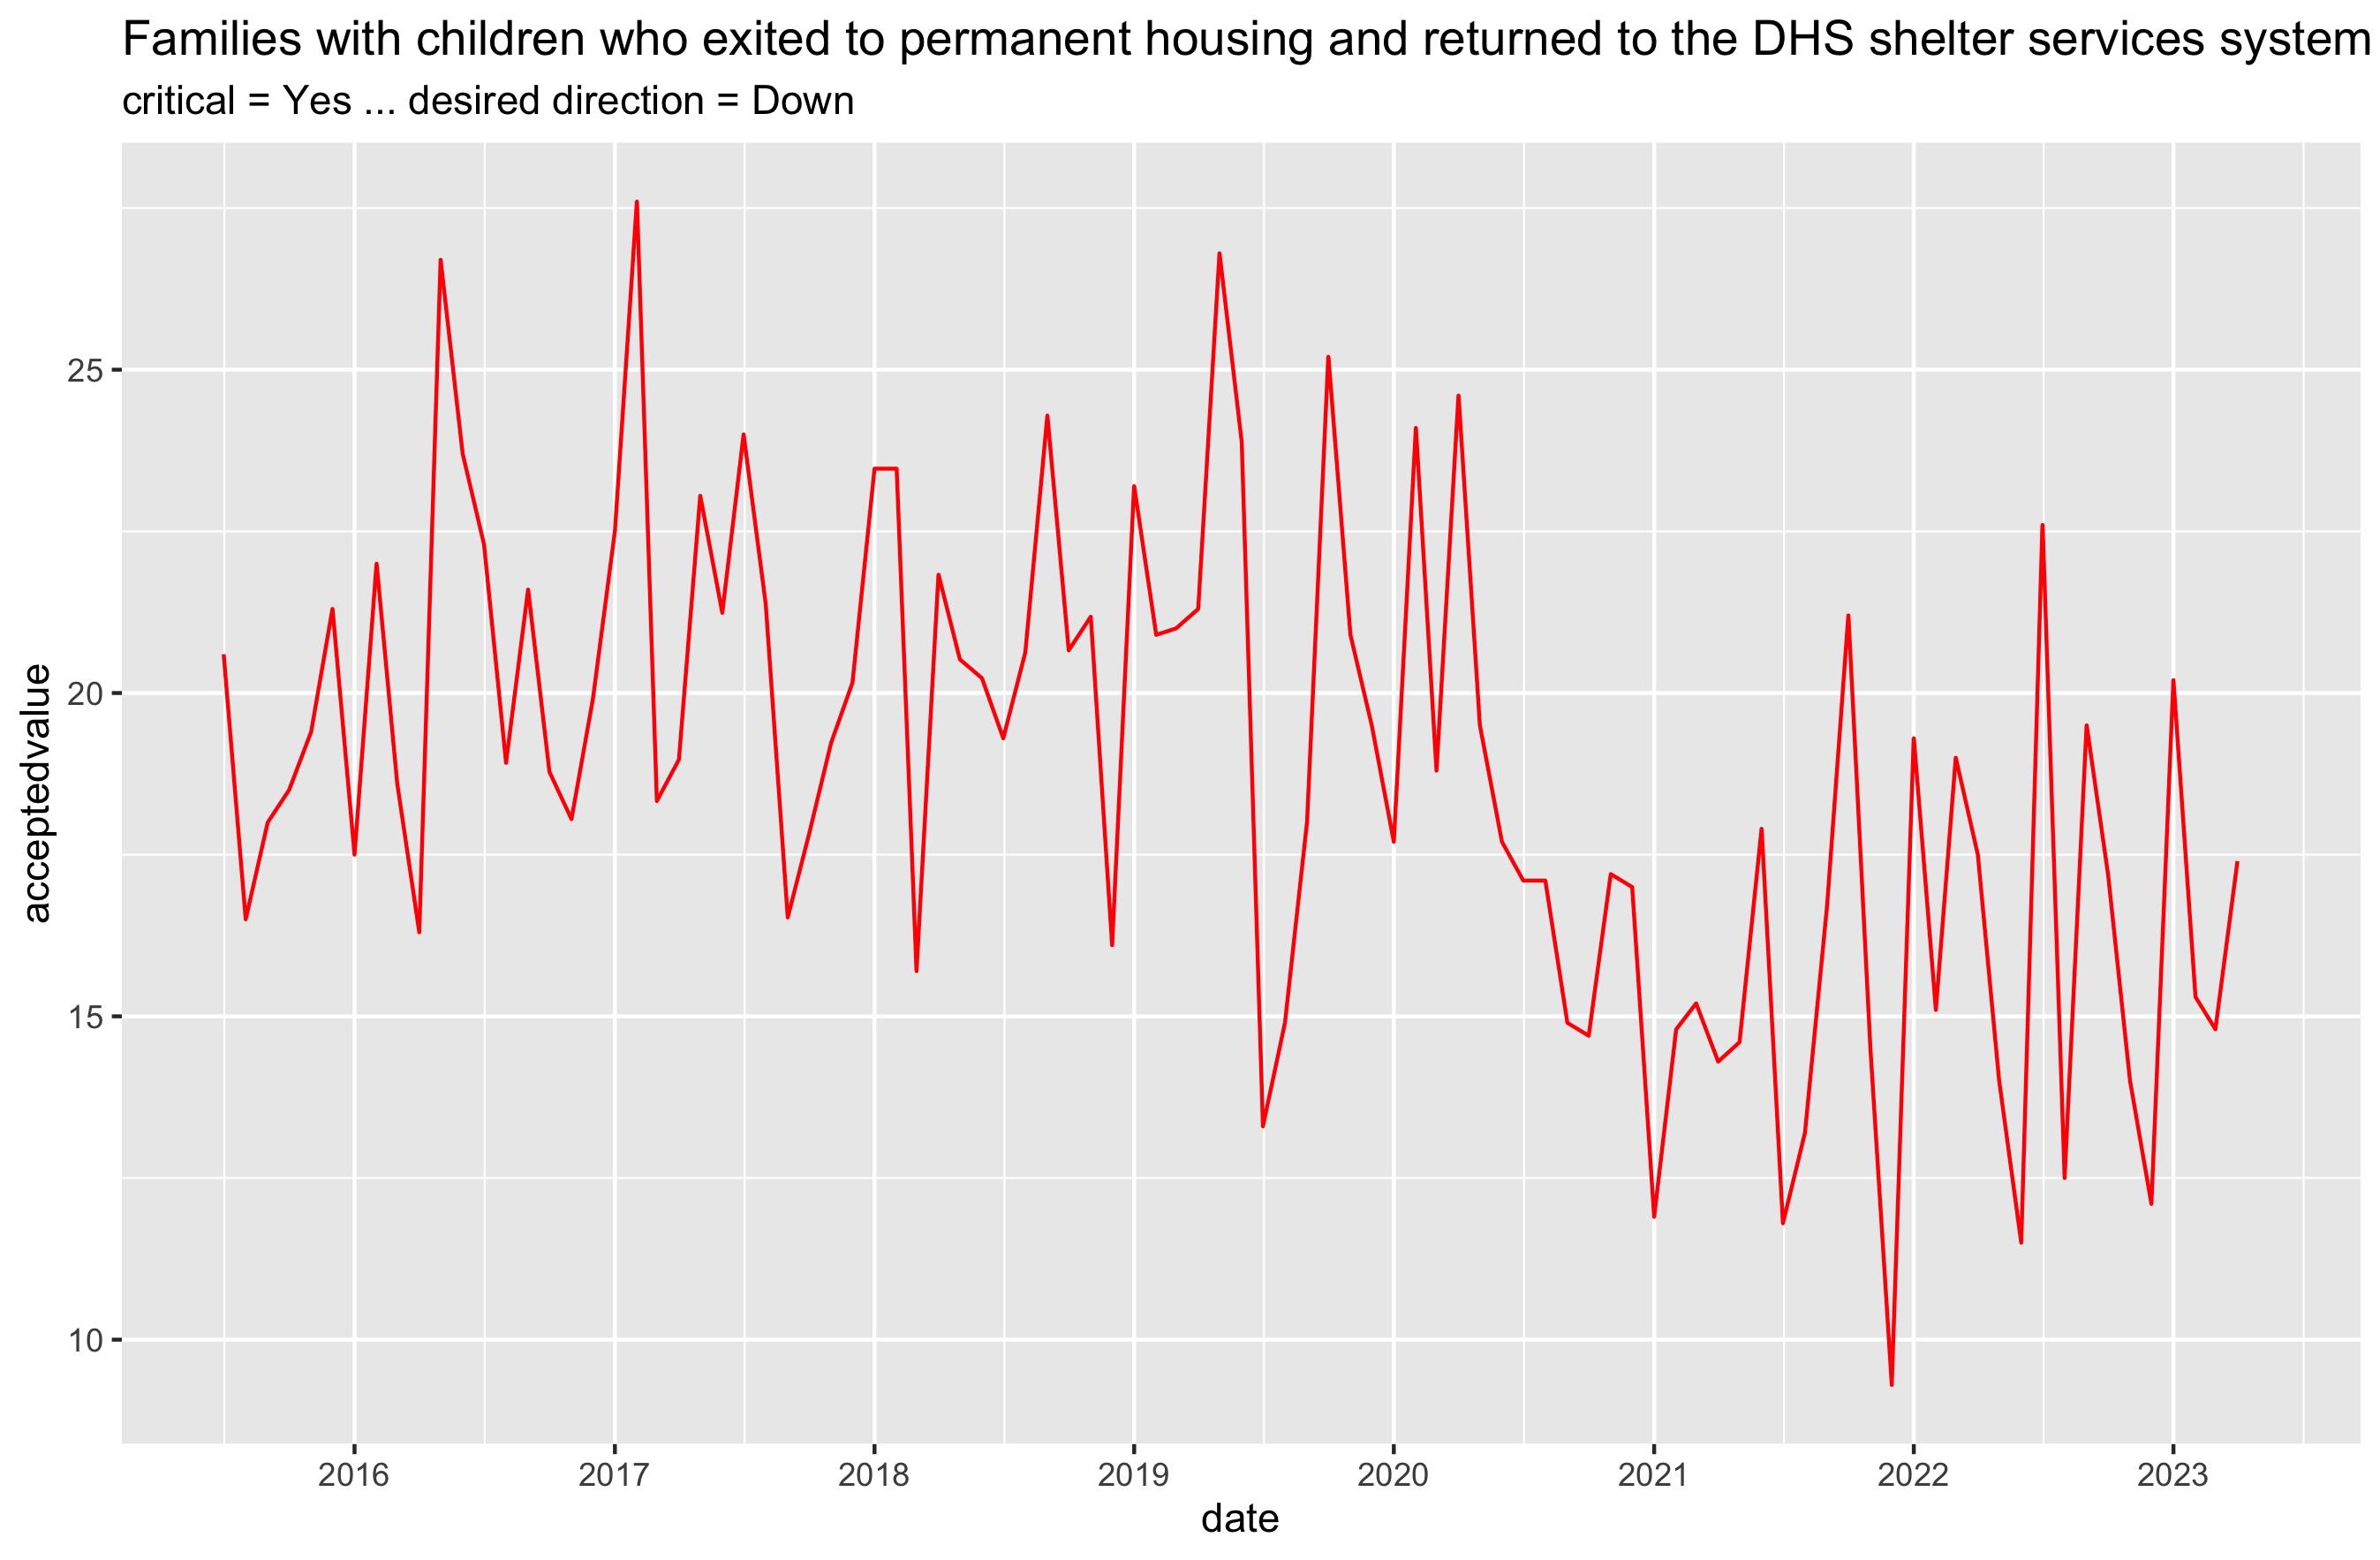 Families with children who exited to permanent housing and returned to the DHS shelter services system
critical = Yes ... desired direction = Down
25
20
15
10
acceptedvalue
2016 2017 2018 2019 2020 2021 2022 2023
date